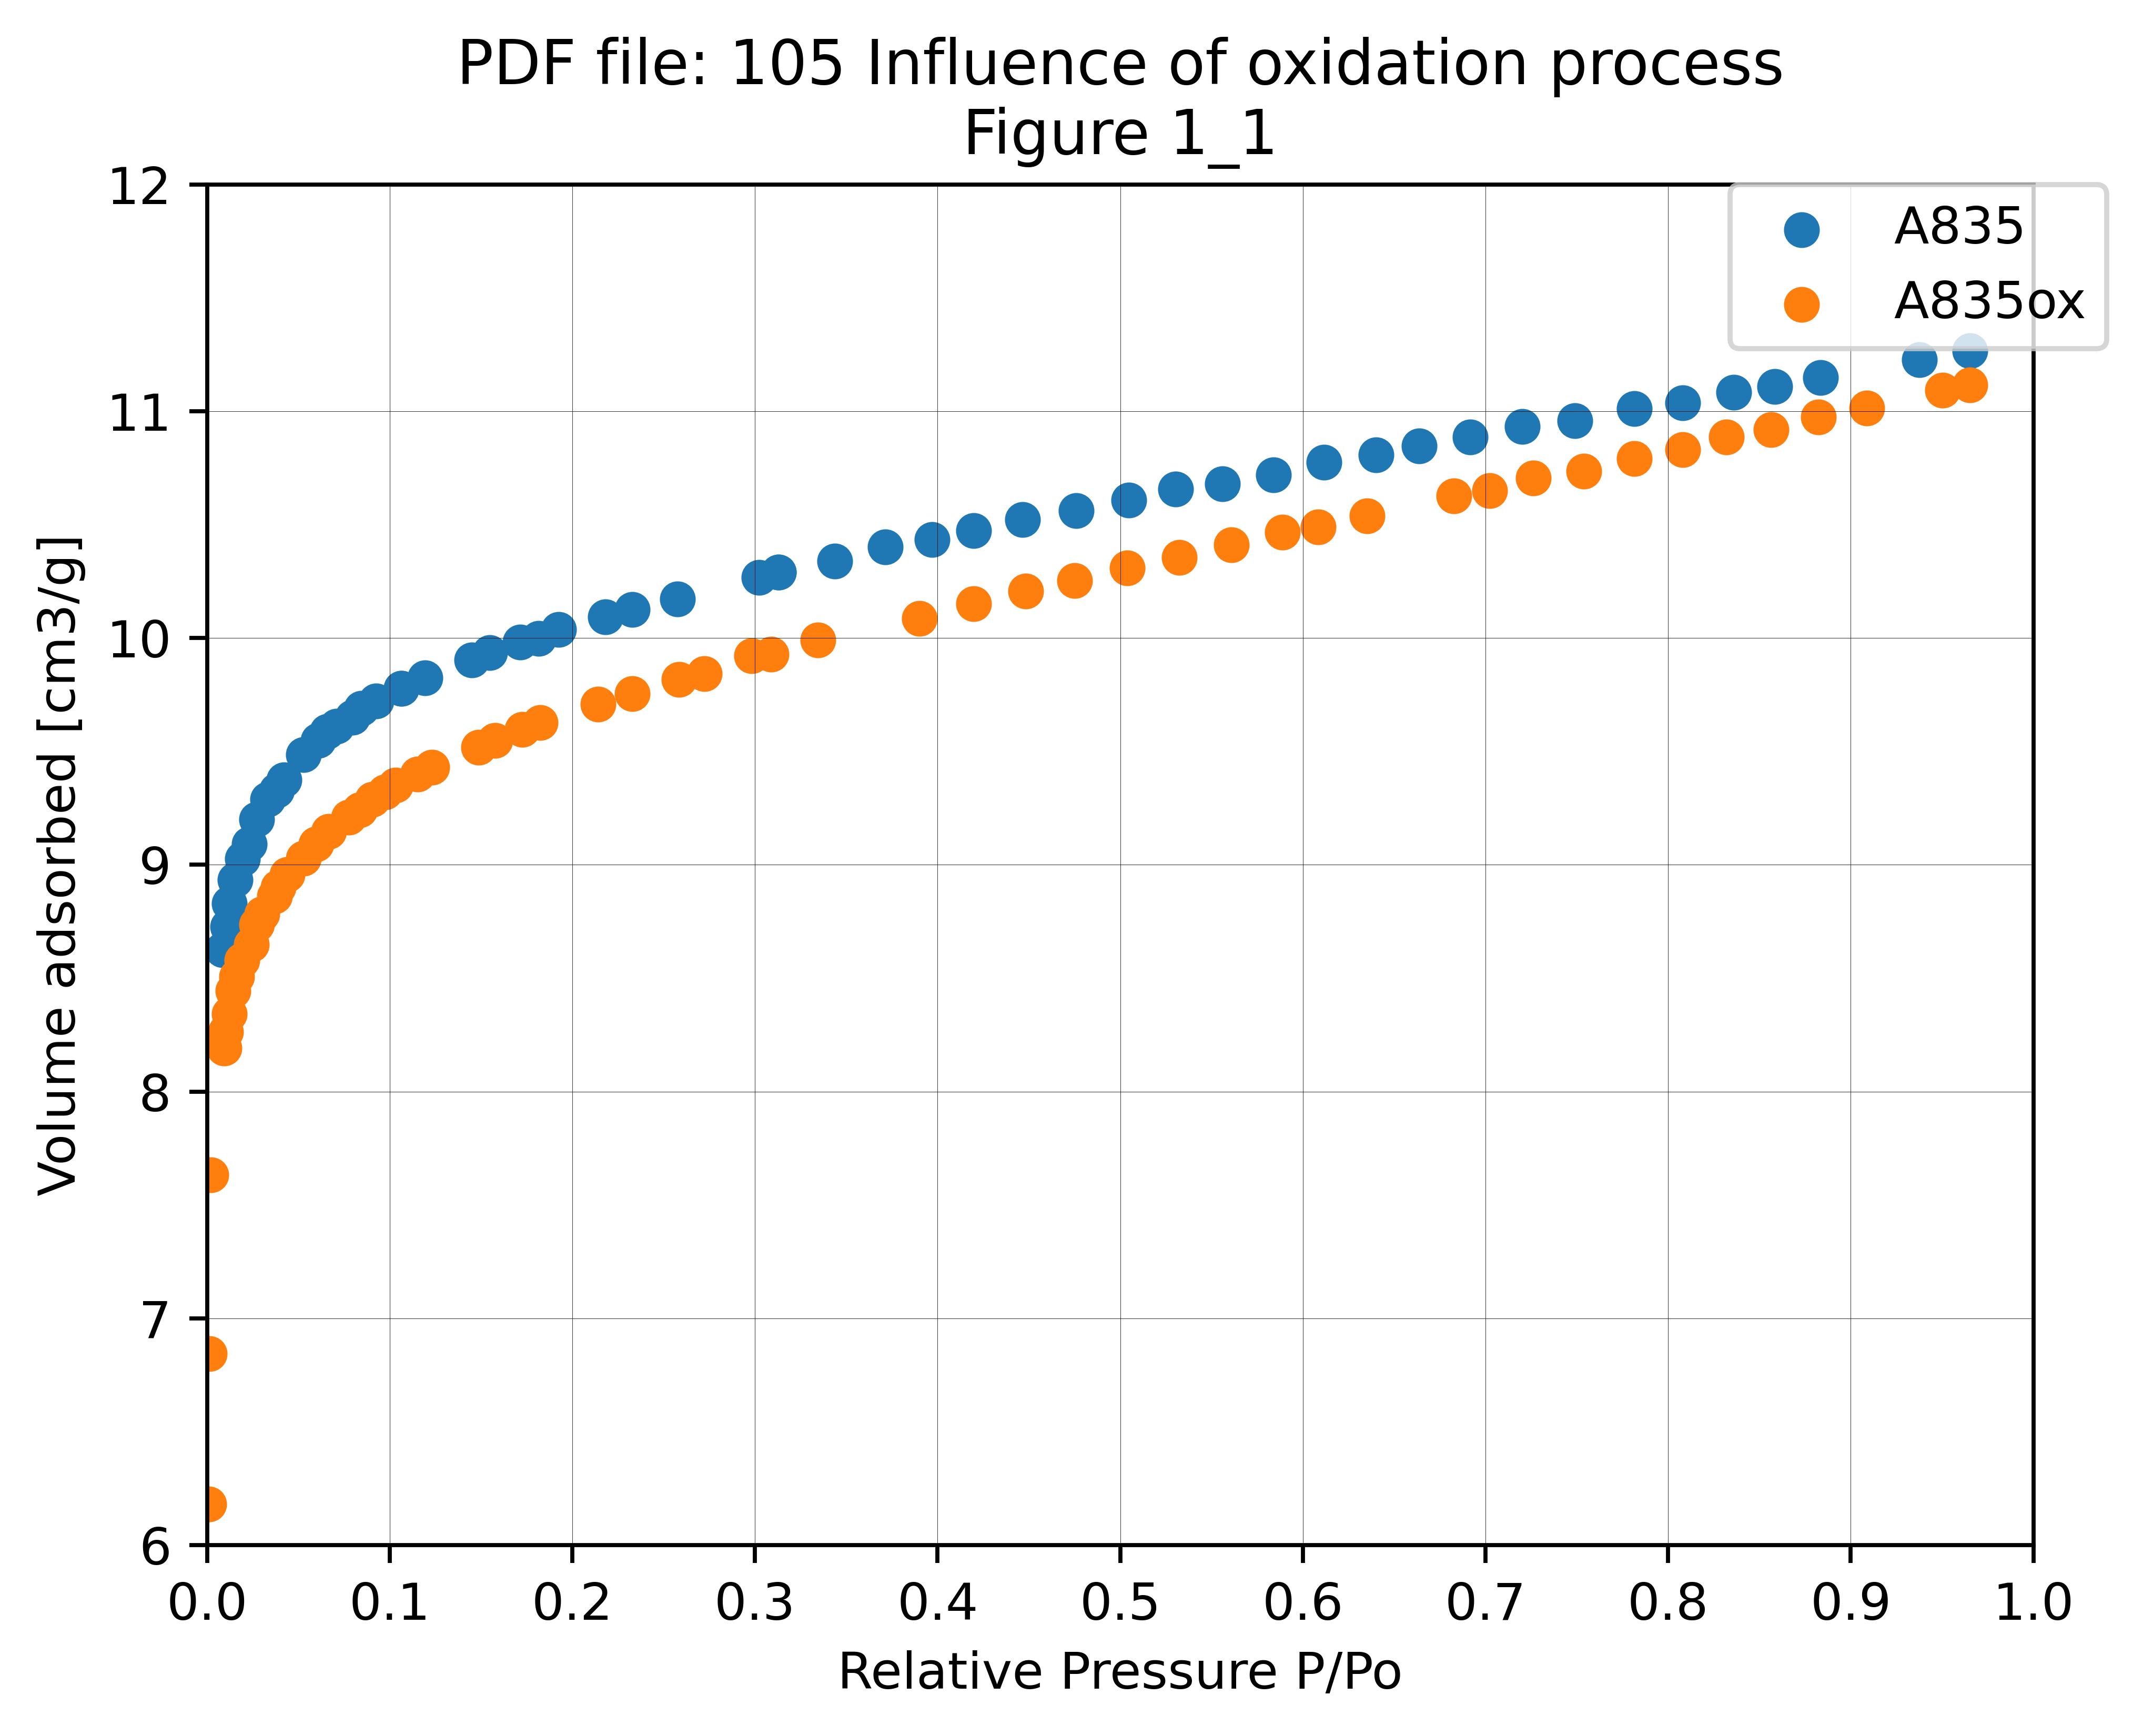 PDF file: 105 Influence of oxidation process
Figure 1_1
12
11
10
9
8
7
6
Volume adsorbed [cm3/g]
A835
A835ox
0.0 0.1 0.2 0.3 0.4 0.5 0.6 0.7 0.8 0.9 1.0
Relative Pressure P/Po